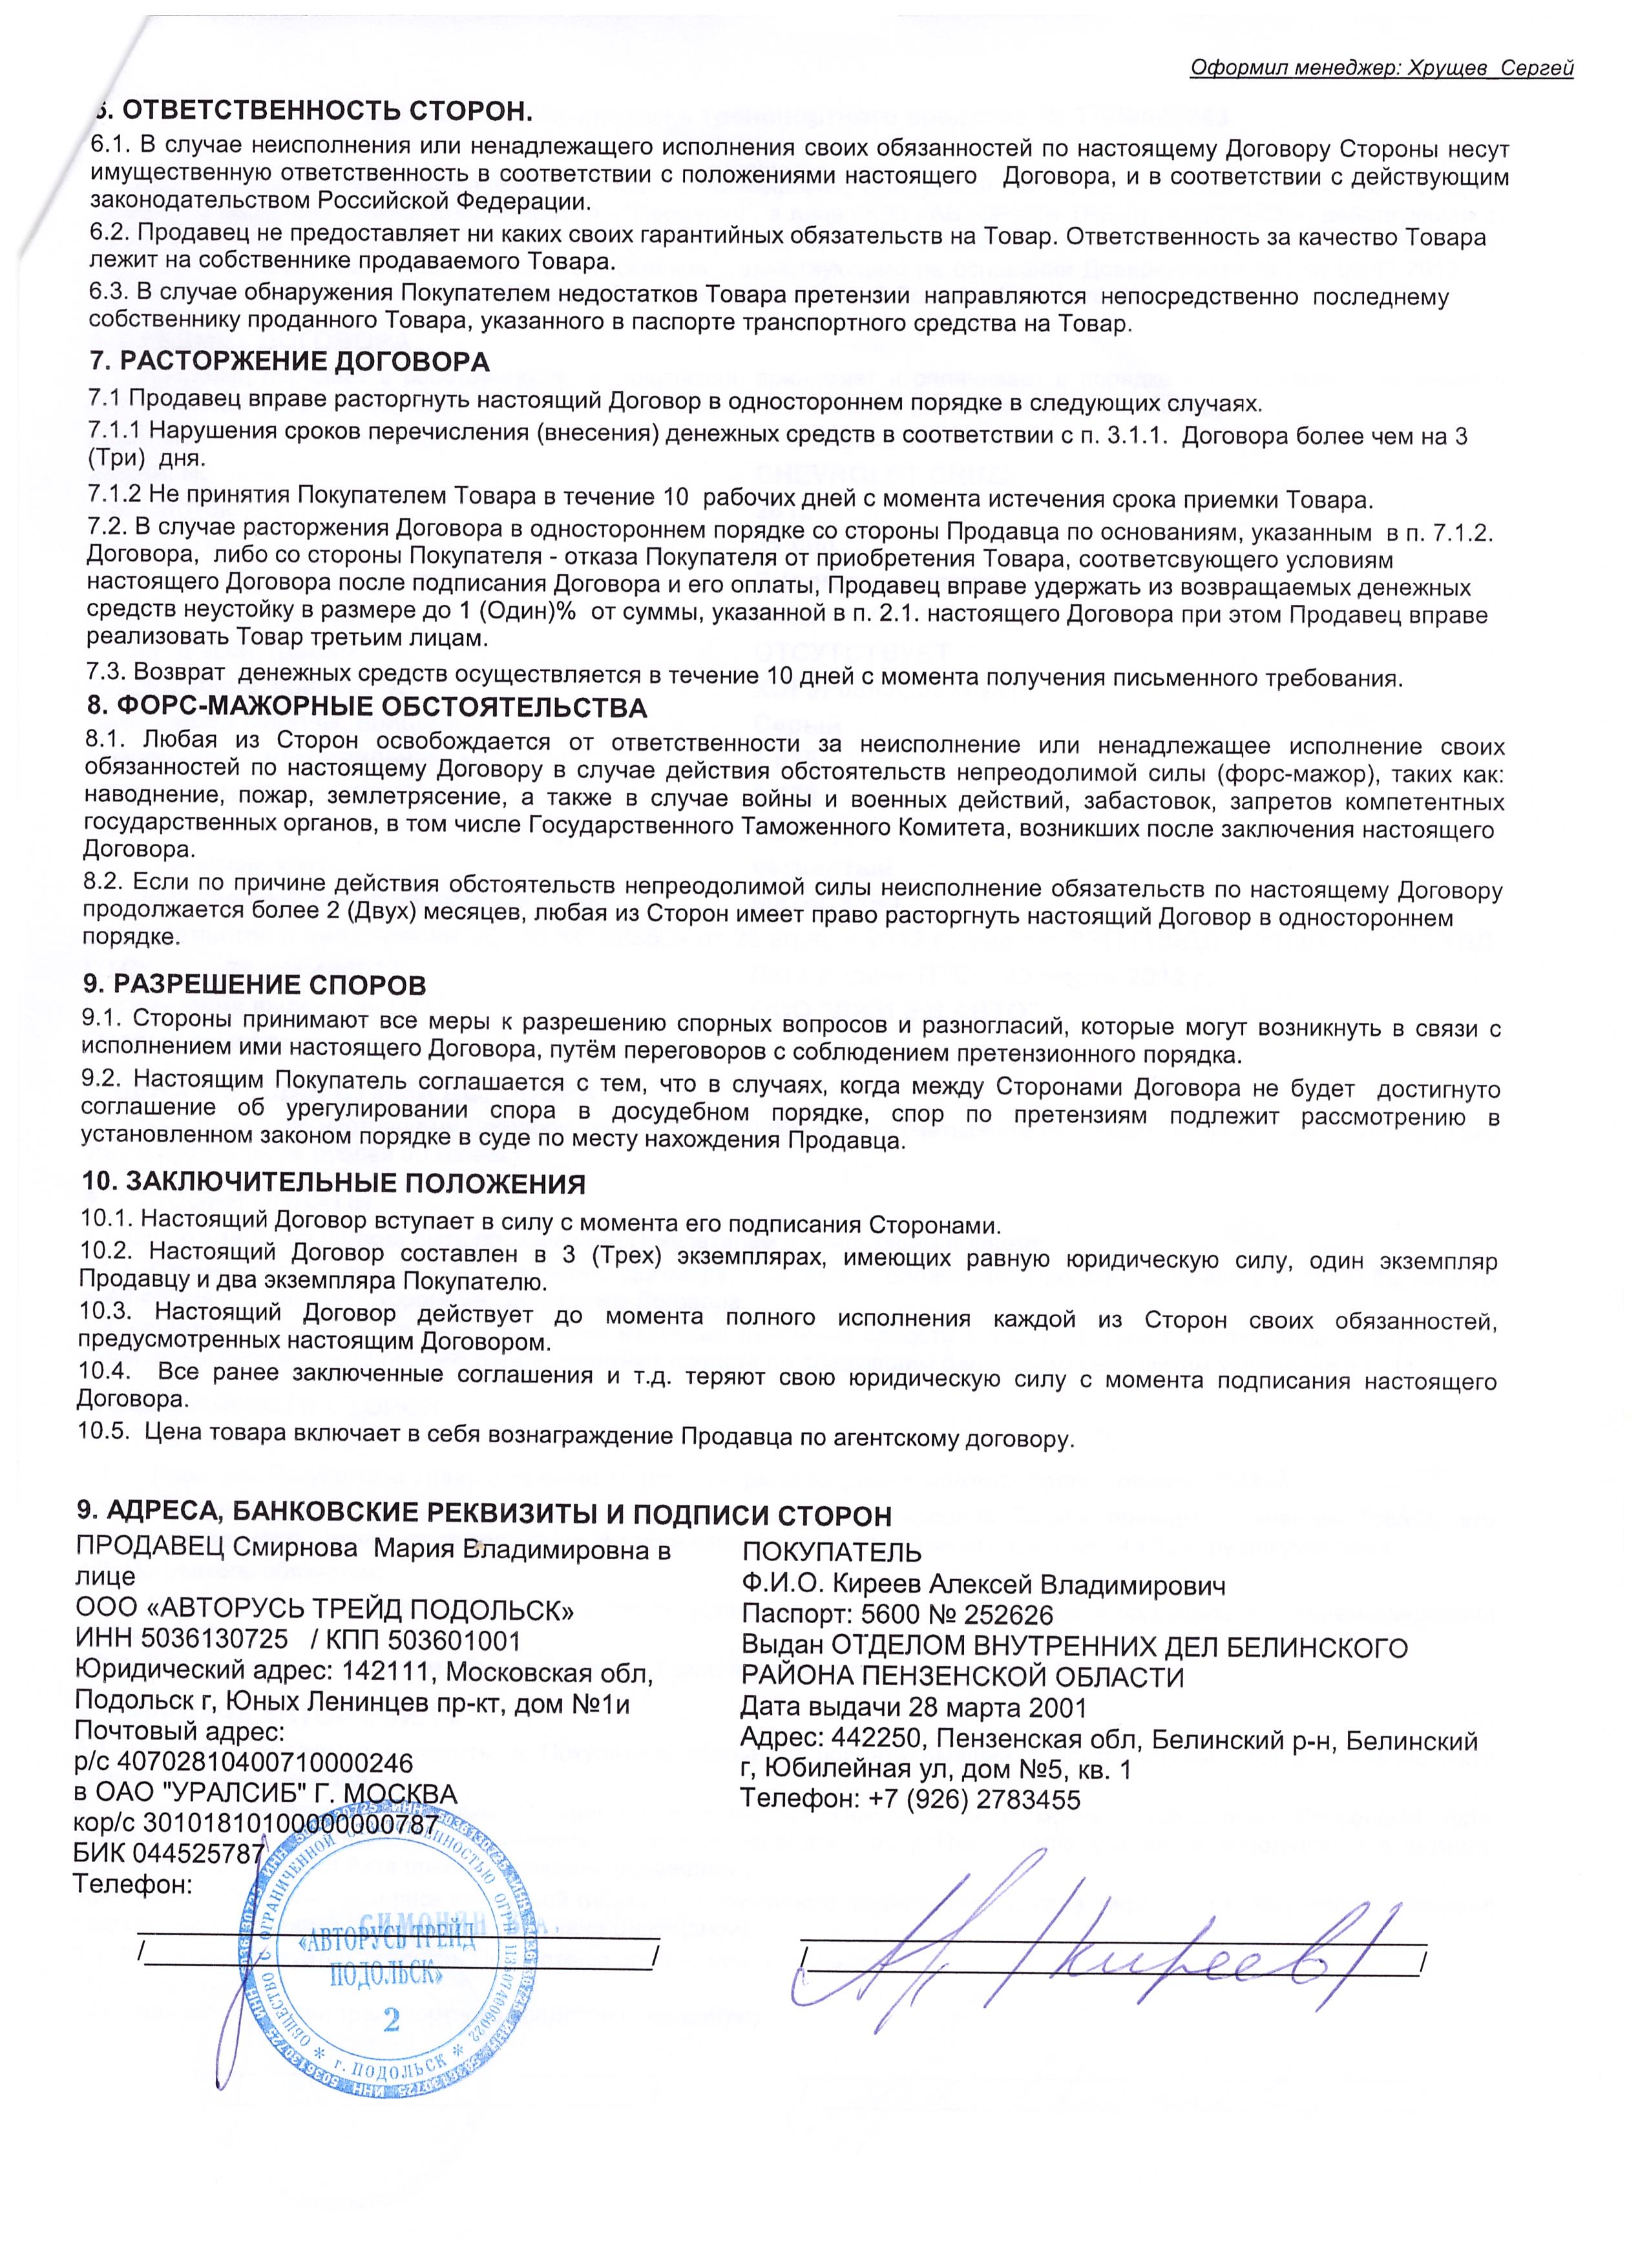 Оформил менеджер: Хрущев_Сергей
6. ОТВЕТСТВЕННОСТЬ СТОРОН.
6.1. В случае неисполнения или ненадлежащего исполнения своих обязанностей по настоящему Договору Стороны несут
имущественную ответственность в соответствии с положениями настоящего Договора, и в соответствии с действующим
законодательством Российской Федерации.
6.2. Продавец не предоставляет ни каких своих гарантийных обязательств на Товар. Ответственность за качество Товара
лежит на собственнике продаваемого Товара.
6.3. В случае обнаружения Покупателем недостатков Товара претензии направляются непосредственно последнему
собственнику проданного Товара, указанного в паспорте транспортного средства на Товар.
7. РАСТОРЖЕНИЕ ДОГОВОРА
7.1 Продавец вправе расторгнуть настоящий Договор в одностороннем порядке в следующих случаях.
7.1.1 Нарушения сроков перечисления (внесения) денежных средств в соответствии с п. 3.1.1. Договора более чем на 3
(Три) дня.
7.1.2 Не принятия Покупателем Товара в течение 10 рабочих дней с момента истечения срока приемки Товара.
7.2. В случае расторжения Договора в одностороннем порядке со стороны Продавца по основаниям, указанным в п. 7.1.2.
Договора, либо со стороны Покупателя - отказа Покупателя от приобретения Товара, соответсвующего условиям
настоящего Договора после подписания Договора и его оплаты, Продавец вправе удержать из возвращаемых денежных
средств неустойку в размере до 1 (Один)% от суммы, указанной в п. 2.1. настоящего Договора при этом Продавец вправе
реализовать Товар третьим лицам.
7.3. Возврат денежных средств осуществляется в течение 10 дней с момента получения письменного требования.
8. ФОРС-МАЖОРНЫЕ ОБСТОЯТЕЛЬСТВА
8.1. Любая из Сторон освобождается от ответственности за неисполнение или ненадлежащее исполнение своих
обязанностей по настоящему Договору в случае действия обстоятельств непреодолимой силы (форс-мажор), таких как:
наводнение, пожар, землетрясение, а также в случае войны и военных действий, забастовок, запретов компетентных
государственных органов, в том числе Государственного Таможенного Комитета, возникших после заключения настоящего
Договора.
8.2. Если по причине действия обстоятельств непреодолимой силы неисполнение обязательств по настоящему Договору
продолжается более 2 (Двух) месяцев, любая из Сторон имеет право расторгнуть настоящий Договор в одностороннем
порядке.
9. РАЗРЕШЕНИЕ СПОРОВ
9.1. Стороны принимают все меры к разрешению спорных вопросов и разногласий, которые могут возникнуть в связи с
исполнением ими настоящего Договора, путём переговоров с соблюдением претензионного порядка.
9.2. Настоящим Покупатель соглашается с тем, что в случаях, когда между Сторонами Договора не будет достигнуто
соглашение об урегулировании спора в досудебном порядке, спор по претензиям подлежит рассмотрению в
установленном законом порядке в суде по месту нахождения Продавца.
10. ЗАКЛЮЧИТЕЛЬНЫЕ ПОЛОЖЕНИЯ
10.1. Настоящий Договор вступает в силу с момента его подписания Сторонами.
10.2. Настоящий Договор составлен в 3 (Трех) экземплярах, имеющих равную юридическую силу, один экземпляр
Продавцу и два экземпляра Покупателю.
10.3. Настоящий Договор действует до момента полного исполнения каждой из Сторон своих обязанностей,
предусмотренных настоящим Договором.
10.4. Все ранее заключенные соглашения и т.д. теряют свою юридическую силу с момента подписания настоящего
Договора.
10.5. Цена товара включает в себя вознаграждение Продавца по агентскому договору.
9. АДРЕСА, БАНКОВСКИЕ РЕКВИЗИТЫ И ПОДПИСИ СТОРОН
ПРОДАВЕЦ Смирнова Мария Владимировна в
лице
ООО «АВТОРУСЬ ТРЕЙД ПОДОЛЬСК»
ИНН 5036130725 / КПП 503601001
Юридический адрес: 142111, Московская обл,
Подольск г, Юных Ленинцев пр-кт, дом №1и
Почтовый адрес:
р/с 40702810400710000246
в ОАО "УРАЛСИБ" Г. МОСКВА
кор/с 30101810100000000787
БИК 044525787
Телефон:
ПОКУПАТЕЛЬ
Ф.И.О. Киреев Алексей Владимирович
Паспорт: 5600 № 252626
Выдан ОТДЕЛОМ ВНУТРЕННИХ ДЕЛ БЕЛИНСКОГО
РАЙОНА ПЕНЗЕНСКОЙ ОБЛАСТИ
Дата выдачи 28 марта 2001
Адрес: 442250, Пензенская обл, Белинский р-н, Белинский
г, Юбилейная ул, дом №5, кв. 1
Телефон: +7 (926) 2783455
ОБЩЕСТВО С ОГРАНИЧЕННОЙ ОТВЕТСТВЕННОСТЬЮ
СИМОНЯН
«АВТОРУСЬ ТРЕЙД
ПОДОЛЬСК»
2
* г. ПОДОЛЬСК *
ИНН 5036130725
/ /
/ Киреев /